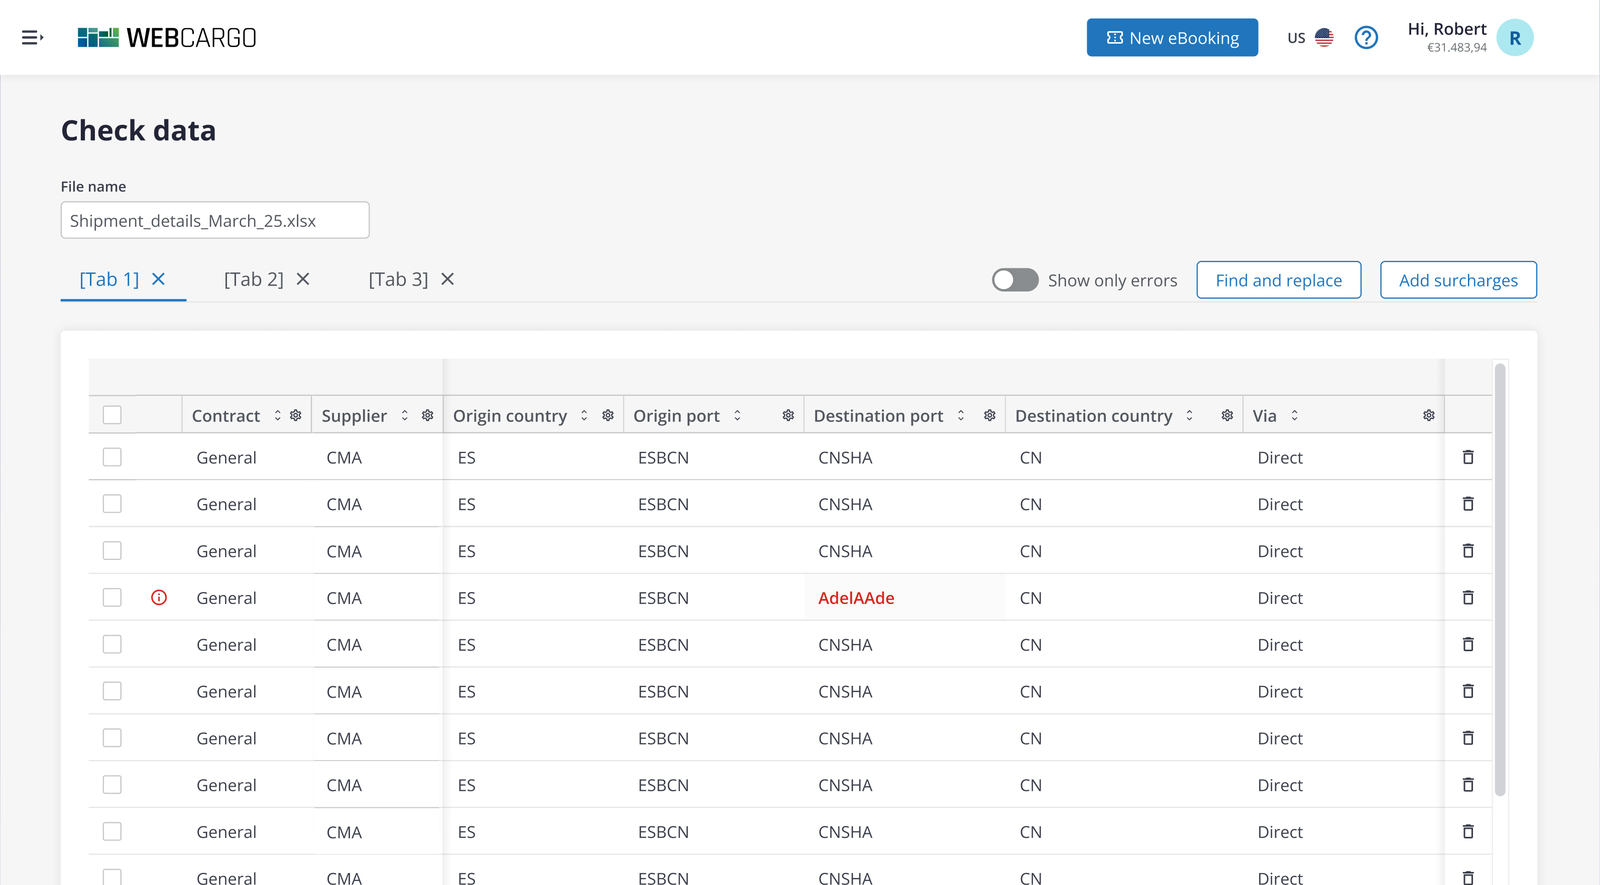 WEBCARGO
New eBooking
US
Hi, Robert
€31.483,94
R
Check data
File name
Shipment_details_March_25.xlsx
[Tab 1] [Tab 2] [Tab 3] Show only errors Find and replace Add surcharges
Contract Supplier Origin country Origin port Destination port Destination country Via
General CMA ES ESBCN CNSHA CN Direct
General CMA ES ESBCN CNSHA CN Direct
General CMA ES ESBCN CNSHA CN Direct
General CMA ES ESBCN AdelAAde CN Direct
General CMA ES ESBCN CNSHA CN Direct
General CMA ES ESBCN CNSHA CN Direct
General CMA ES ESBCN CNSHA CN Direct
General CMA ES ESBCN CNSHA CN Direct
General CMA ES ESBCN CNSHA CN Direct
General CMA ES ESBCN CNSHA CN Direct